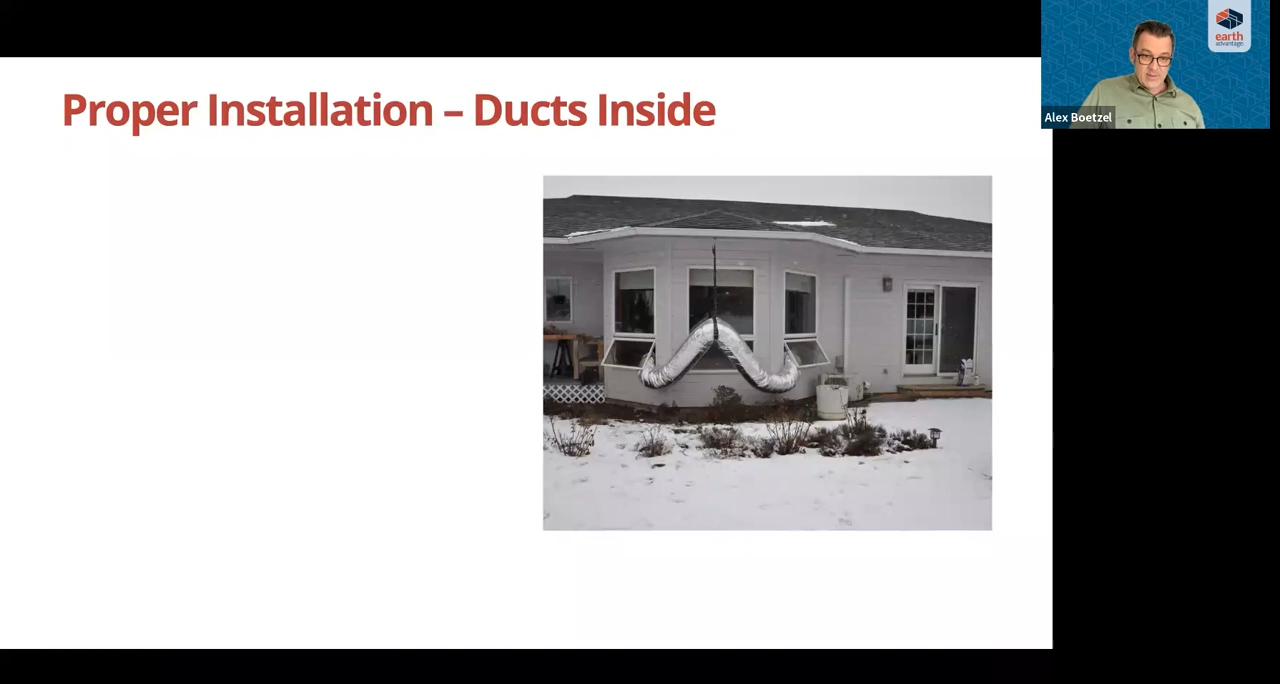 Proper Installation – Ducts Inside
earth
advantage.
Alex Boetzel